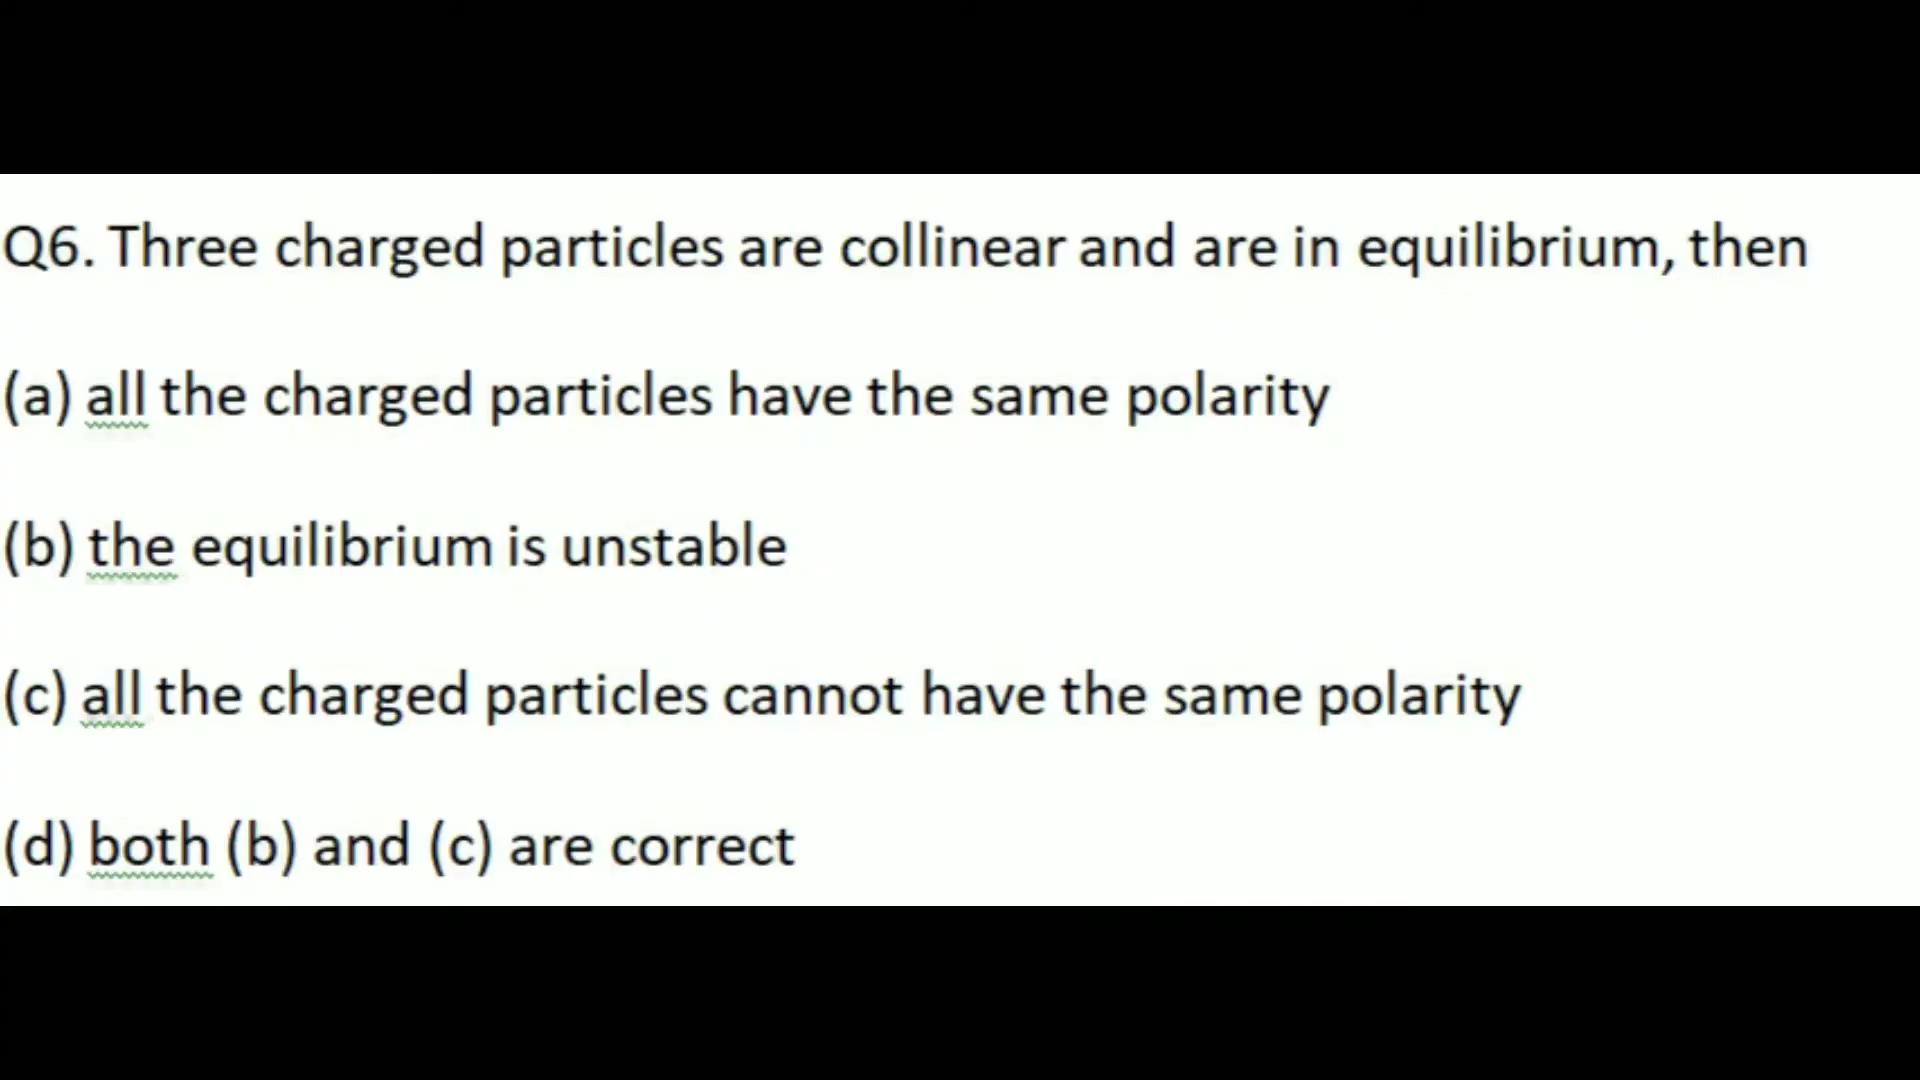 Q6. Three charged particles are collinear and are in equilibrium, then
(a) all the charged particles have the same polarity
(b) the equilibrium is unstable
(c) all the charged particles cannot have the same polarity
(d) both (b) and (c) are correct